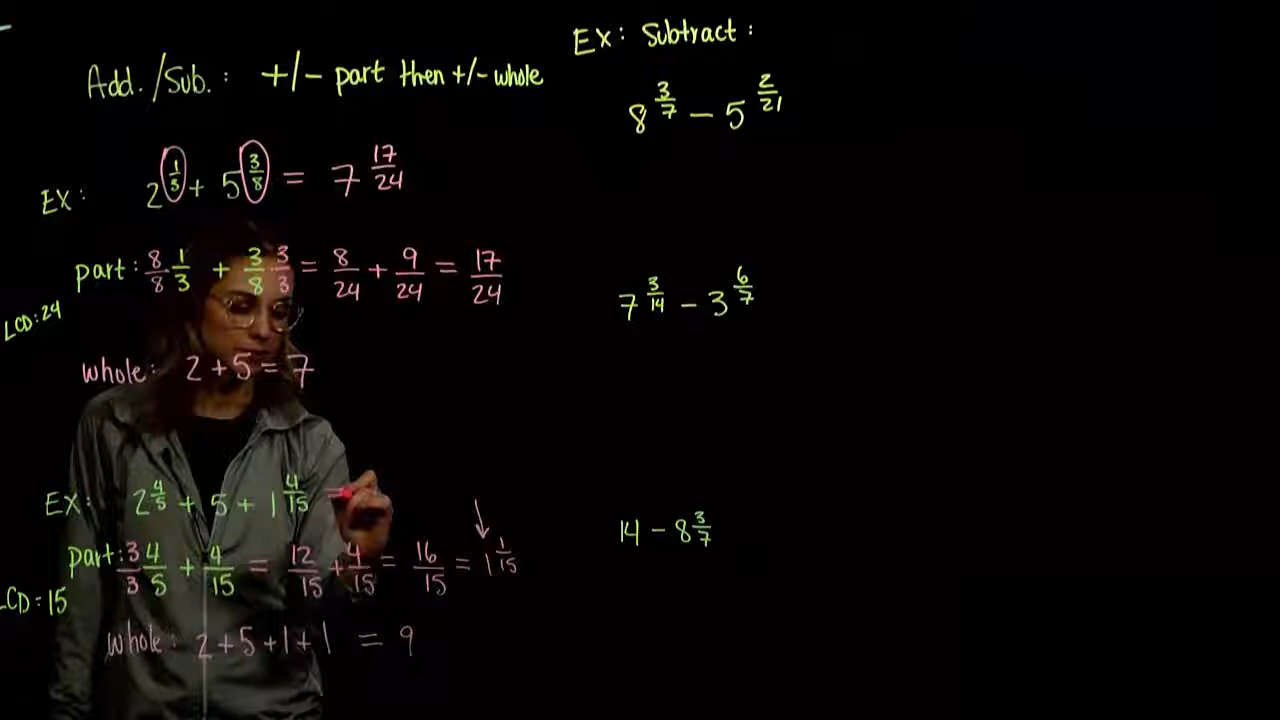 Add./Sub.: +/- part then +/- whole
EX: 2 1/3 + 5 3/8 = 7 17/24
part: 8/8 1/3 + 3/8 · 3/3 = 8/24 + 9/24 = 17/24
LCD: 24
whole: 2 + 5 = 7
EX: 2 4/5 + 5 + 1 4/15 =
part: 3/3 4/5 + 4/15 = 12/15 + 4/15 = 16/15 = 1 1/15
LCD = 15
whole: 2 + 5 + 1 + 1 = 9
EX: Subtract:
8 3/7 - 5 2/21
7 3/14 - 3 6/7
14 - 8 3/7